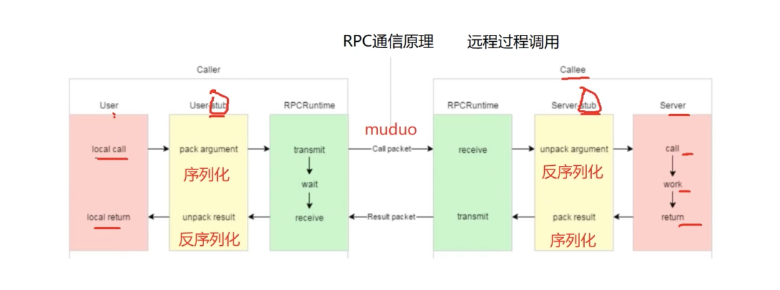 RPC通信原理 远程过程调用
Caller
Callee
User
User-stub
RPCRuntime
RPCRuntime
Server-stub
Server
muduo
local call
pack argument
transmit
Call packet
receive
unpack argument
call
序列化
反序列化
wait
work
local return
unpack result
receive
Result packet
transmit
pack result
return
反序列化
序列化